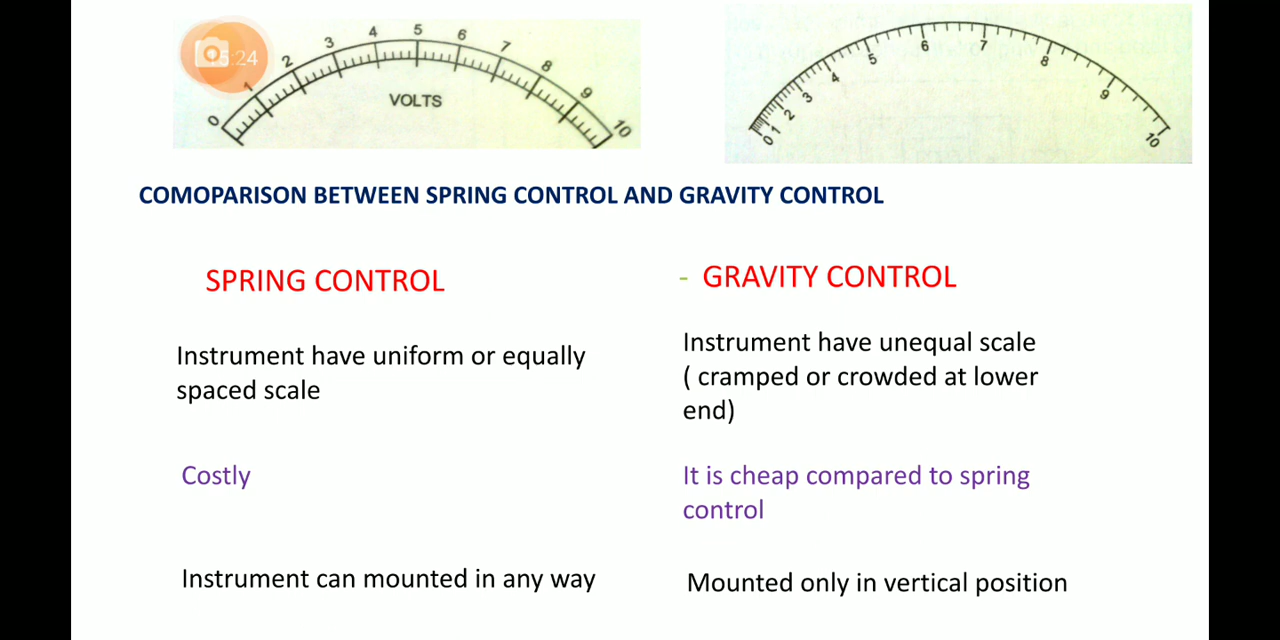 0 1 2 3 4 5 6 7 8 9 10
VOLTS
0 1 2 3 4 5 6 7 8 9 10
COMOPARISON BETWEEN SPRING CONTROL AND GRAVITY CONTROL
SPRING CONTROL
- GRAVITY CONTROL
Instrument have uniform or equally
spaced scale
Instrument have unequal scale
( cramped or crowded at lower
end)
Costly
It is cheap compared to spring
control
Instrument can mounted in any way
Mounted only in vertical position